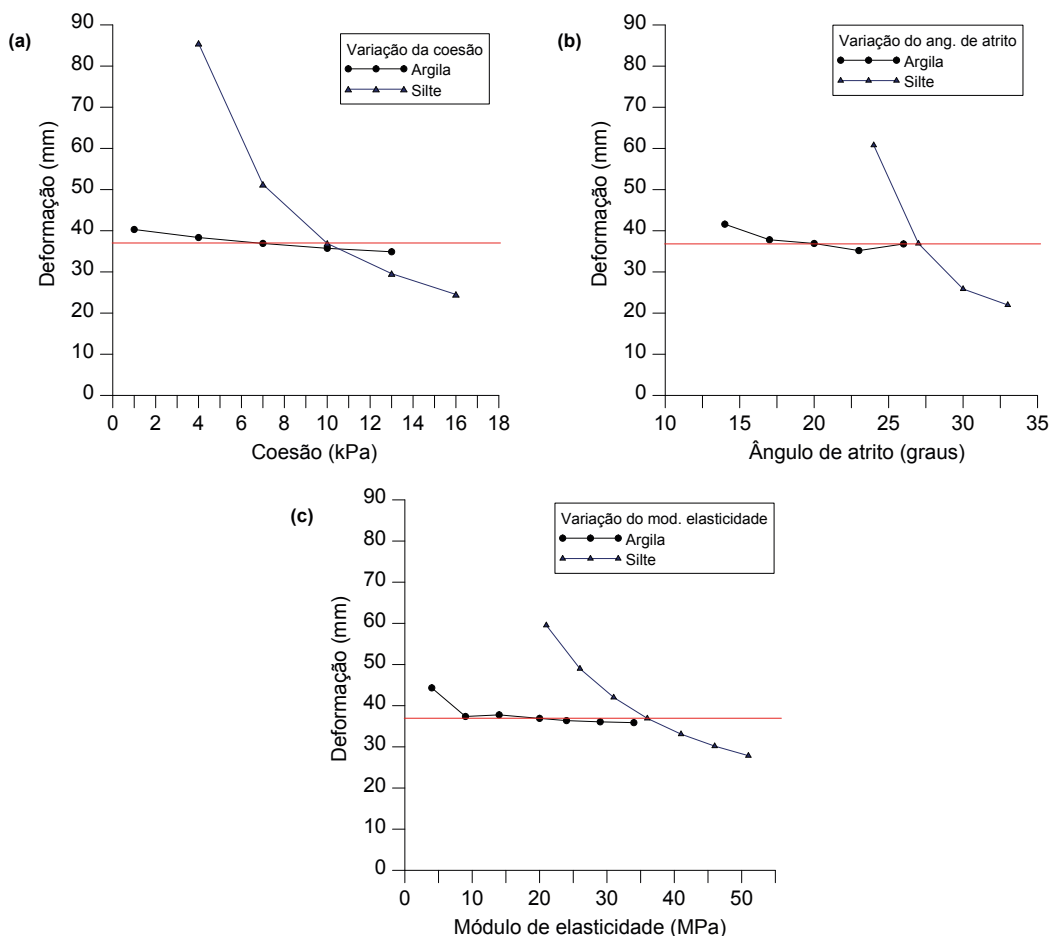 (a)
90
80
70
60
50
40
30
20
10
0
Deformação (mm)
Variação da coesão
Argila
Silte
0 2 4 6 8 10 12 14 16 18
Coesão (kPa)
(b)
90
80
70
60
50
40
30
20
10
0
Deformação (mm)
Variação do ang. de atrito
Argila
Silte
10 15 20 25 30 35
Ângulo de atrito (graus)
(c)
90
80
70
60
50
40
30
20
10
0
Deformação (mm)
Variação do mod. elasticidade
Argila
Silte
0 10 20 30 40 50
Módulo de elasticidade (MPa)